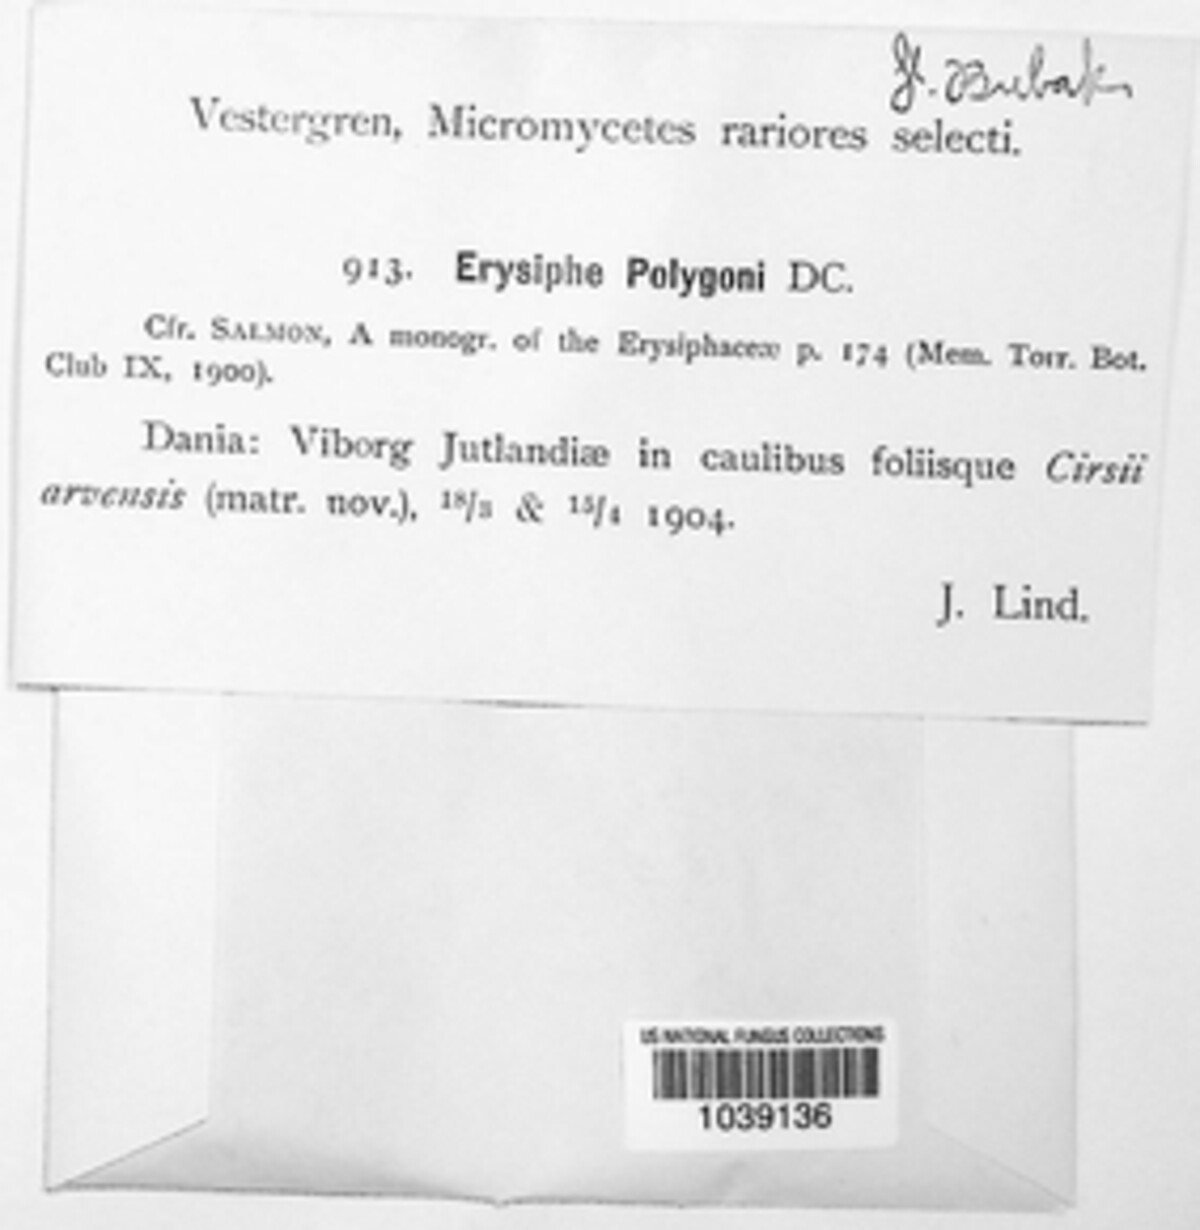 Fr. Bubák
Vestergren, Micromycetes rariores selecti.
913. Erysiphe Polygoni DC.
Cfr. SALMON, A monogr. of the Erysiphaceæ p. 174 (Mem. Torr. Bot.
Club IX, 1900).
Dania: Viborg Jutlandiæ in caulibus foliisque Cirsii
arvensis (matr. nov.), 18/3 & 15/4 1904.
J. Lind.
US NATIONAL FUNGUS COLLECTIONS
1039136